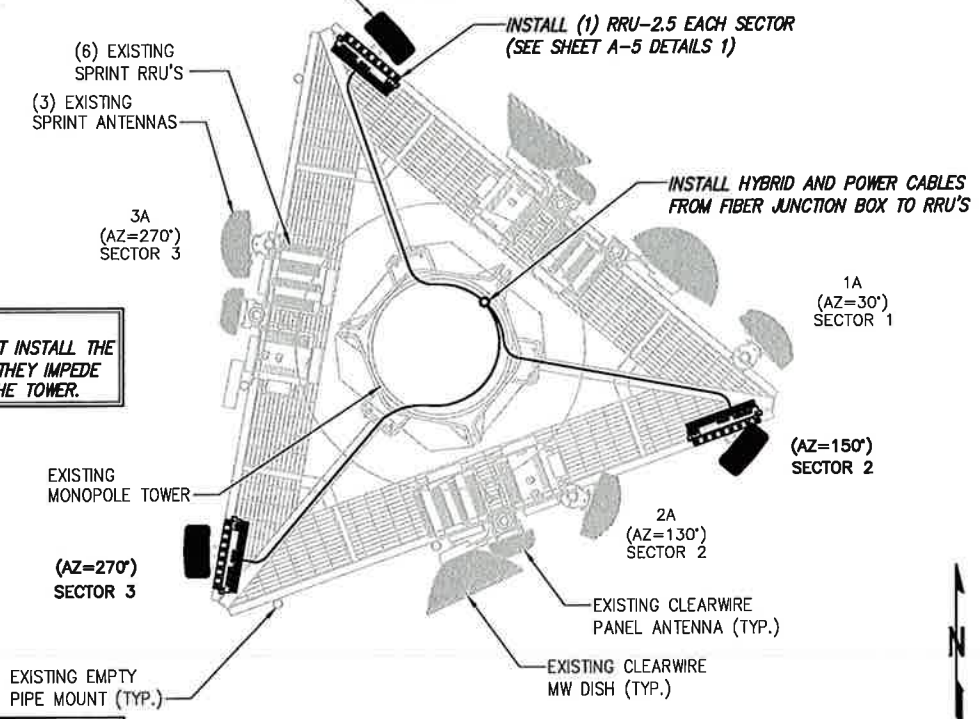 INSTALL (1) RRU-2.5 EACH SECTOR
(SEE SHEET A-5 DETAILS 1)
(6) EXISTING
SPRINT RRU'S
(3) EXISTING
SPRINT ANTENNAS
INSTALL HYBRID AND POWER CABLES
FROM FIBER JUNCTION BOX TO RRU'S
3A
(AZ=270°)
SECTOR 3
1A
(AZ=30°)
SECTOR 1
T INSTALL THE
THEY IMPEDE
HE TOWER.
(AZ=150°)
SECTOR 2
EXISTING
MONOPOLE TOWER
2A
(AZ=130°)
SECTOR 2
(AZ=270°)
SECTOR 3
EXISTING CLEARWIRE
PANEL ANTENNA (TYP.)
N
EXISTING CLEARWIRE
MW DISH (TYP.)
EXISTING EMPTY
PIPE MOUNT (TYP.)